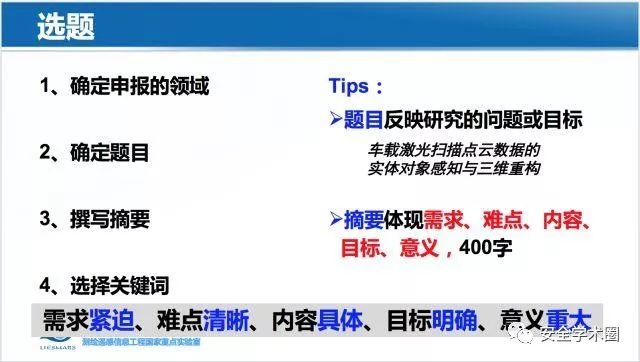 选题
1、确定申报的领域
2、确定题目
3、撰写摘要
4、选择关键词
Tips：
➢题目反映研究的问题或目标
车载激光扫描点云数据的
实体对象感知与三维重构
➢摘要体现需求、难点、内容、
目标、意义，400字
需求紧迫、难点清晰、内容具体、目标明确、意义重大
LIESMARS
测绘遥感信息工程国家重点实验室
安全学术圈